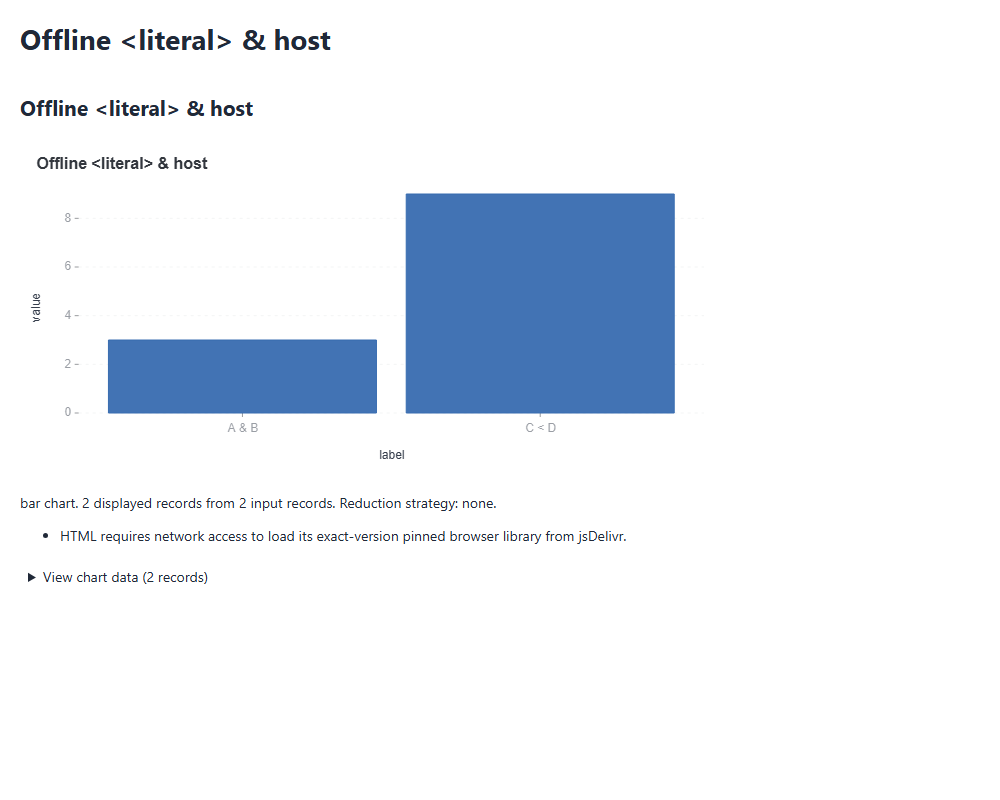 Offline <literal> & host
Offline <literal> & host
Offline <literal> & host
8
6
4
2
0
value
A & B
C < D
label
bar chart. 2 displayed records from 2 input records. Reduction strategy: none.
• HTML requires network access to load its exact-version pinned browser library from jsDelivr.
▶ View chart data (2 records)